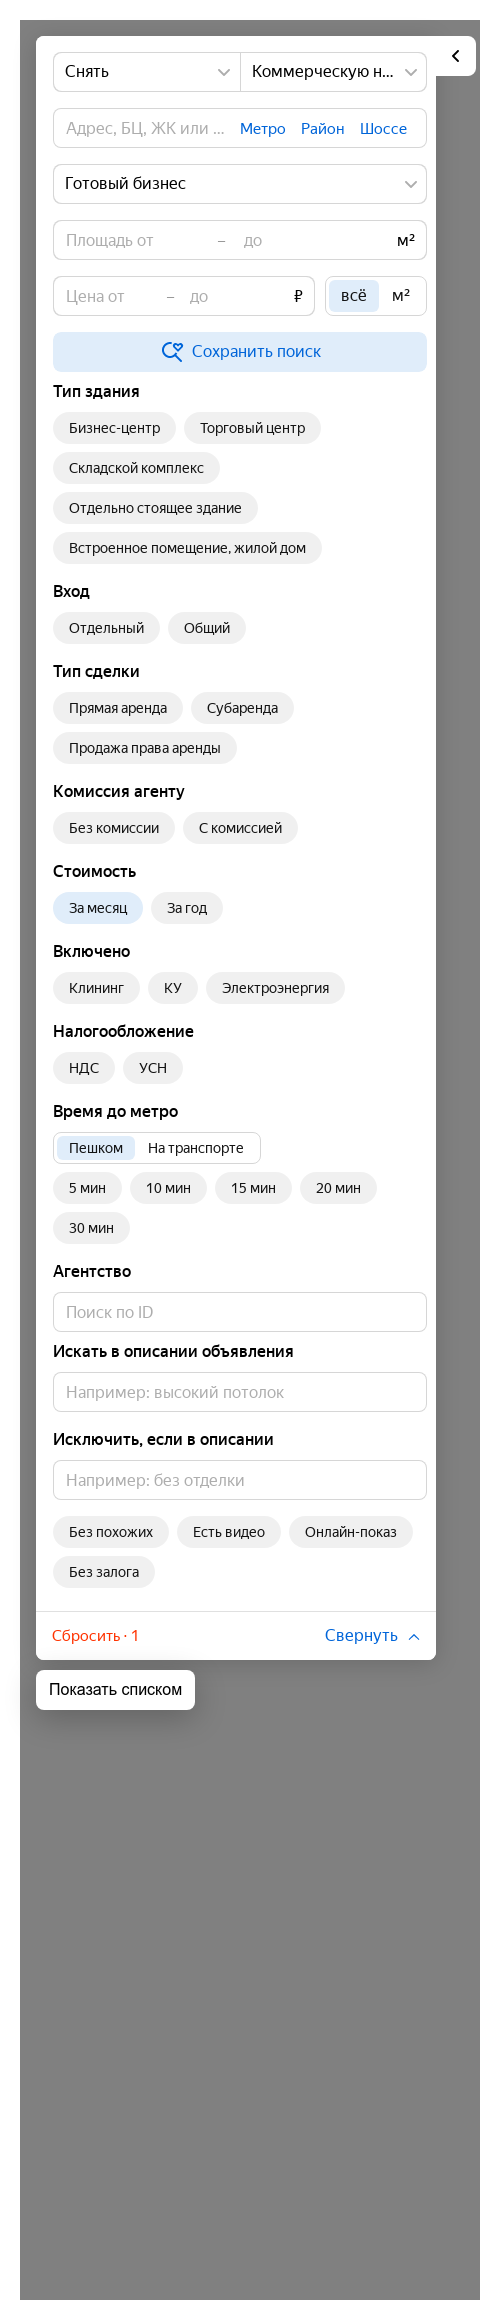 Снять Коммерческую н...
Адрес, БЦ, ЖК или ... Метро Район Шоссе
Готовый бизнес
Площадь от – до м²
Цена от – до ₽ всё м²
Сохранить поиск
Тип здания
Бизнес-центр Торговый центр
Складской комплекс
Отдельно стоящее здание
Встроенное помещение, жилой дом
Вход
Отдельный Общий
Тип сделки
Прямая аренда Субаренда
Продажа права аренды
Комиссия агенту
Без комиссии С комиссией
Стоимость
За месяц За год
Включено
Клининг КУ Электроэнергия
Налогообложение
НДС УСН
Время до метро
Пешком На транспорте
5 мин 10 мин 15 мин 20 мин
30 мин
Агентство
Поиск по ID
Искать в описании объявления
Например: высокий потолок
Исключить, если в описании
Например: без отделки
Без похожих Есть видео Онлайн-показ
Без залога
Сбросить · 1 Свернуть
Показать списком